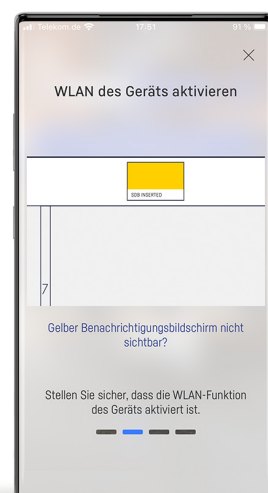 Telekom.de 17:51 91 %
WLAN des Geräts aktivieren
SDB INSERTED
7
Gelber Benachrichtigungsbildschirm nicht
sichtbar?
Stellen Sie sicher, dass die WLAN-Funktion
des Geräts aktiviert ist.